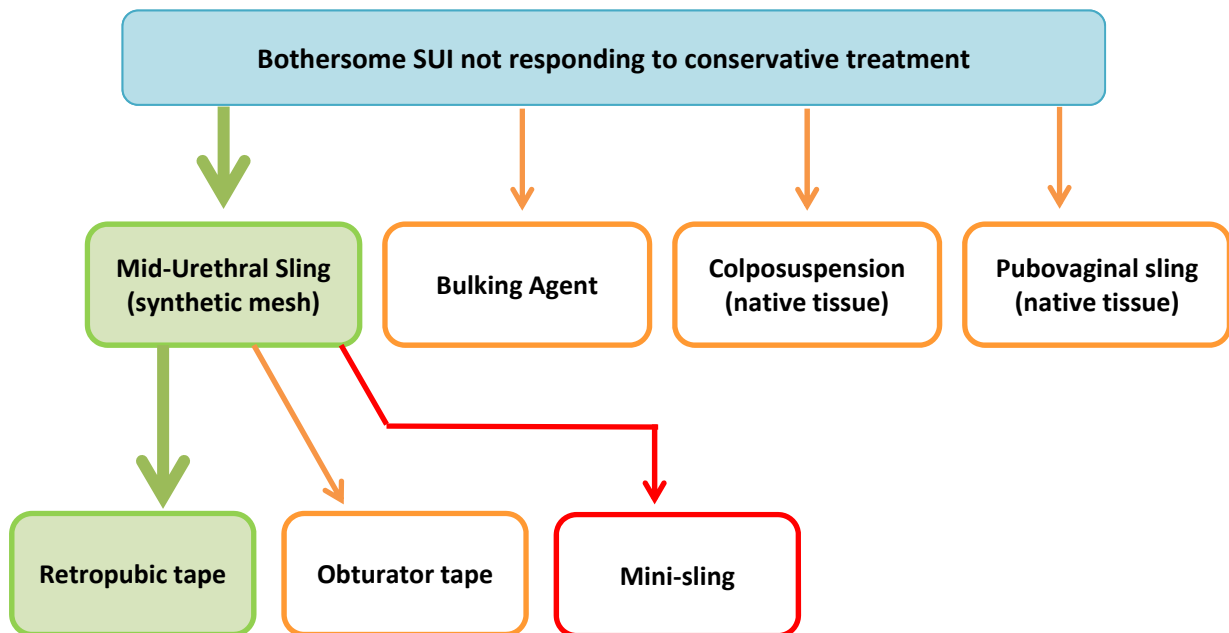 Bothersome SUI not responding to conservative treatment
Mid-Urethral Sling
(synthetic mesh)
Bulking Agent
Colposuspension
(native tissue)
Pubovaginal sling
(native tissue)
Retropubic tape
Obturator tape
Mini-sling